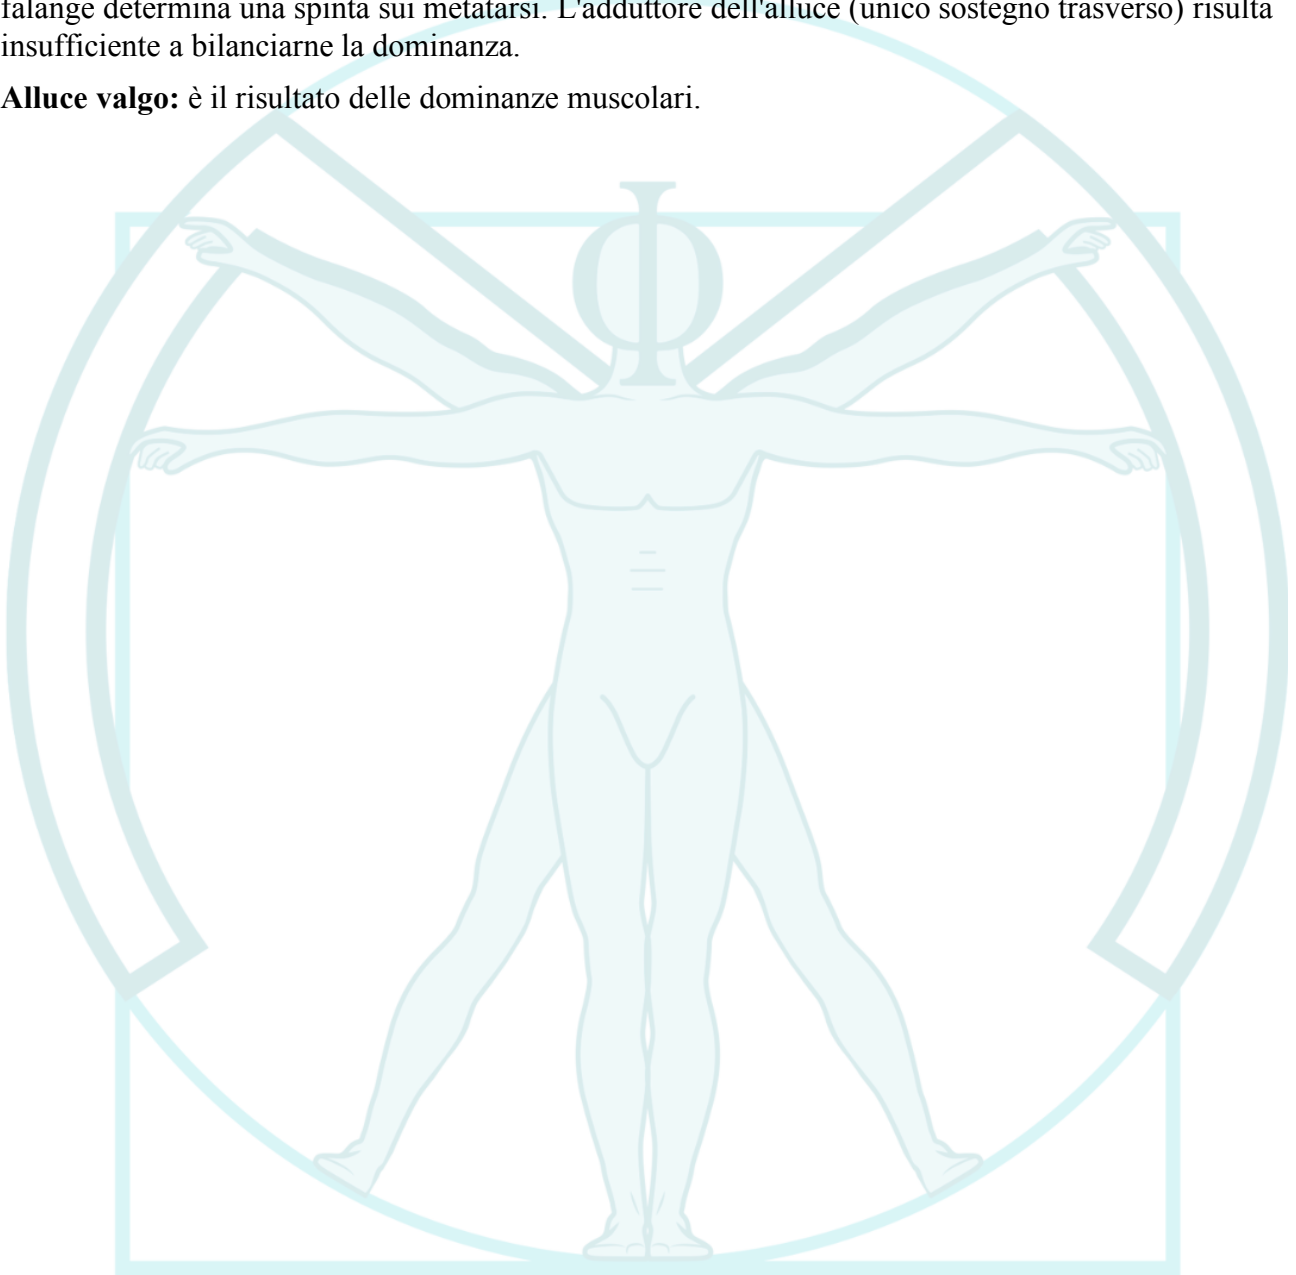 falange determina una spinta sui metatarsi. L'adduttore dell'alluce (unico sostegno trasverso) risulta
insufficiente a bilanciarne la dominanza.
Alluce valgo: è il risultato delle dominanze muscolari.
Φ